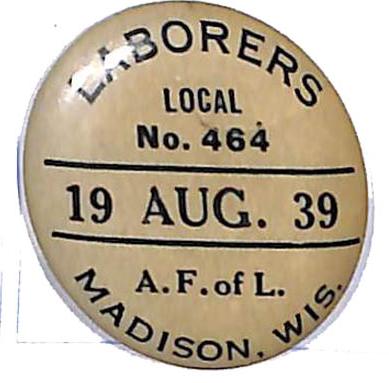 LABORERS
LOCAL
No. 464
19 AUG. 39
A.F. of L.
MADISON, WIS.